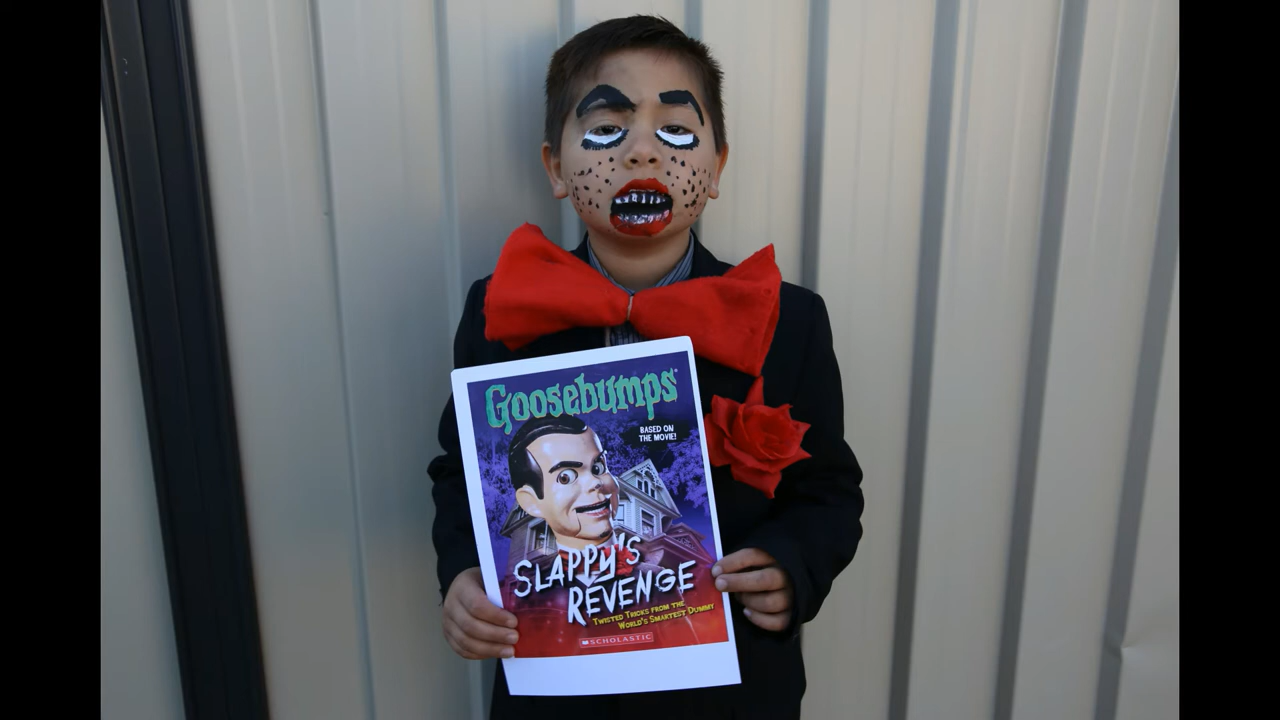 Goosebumps
BASED ON
THE MOVIE!
SLAPPY'S
REVENGE
TWISTED TRICKS FROM THE
WORLD'S SMARTEST DUMMY
SCHOLASTIC